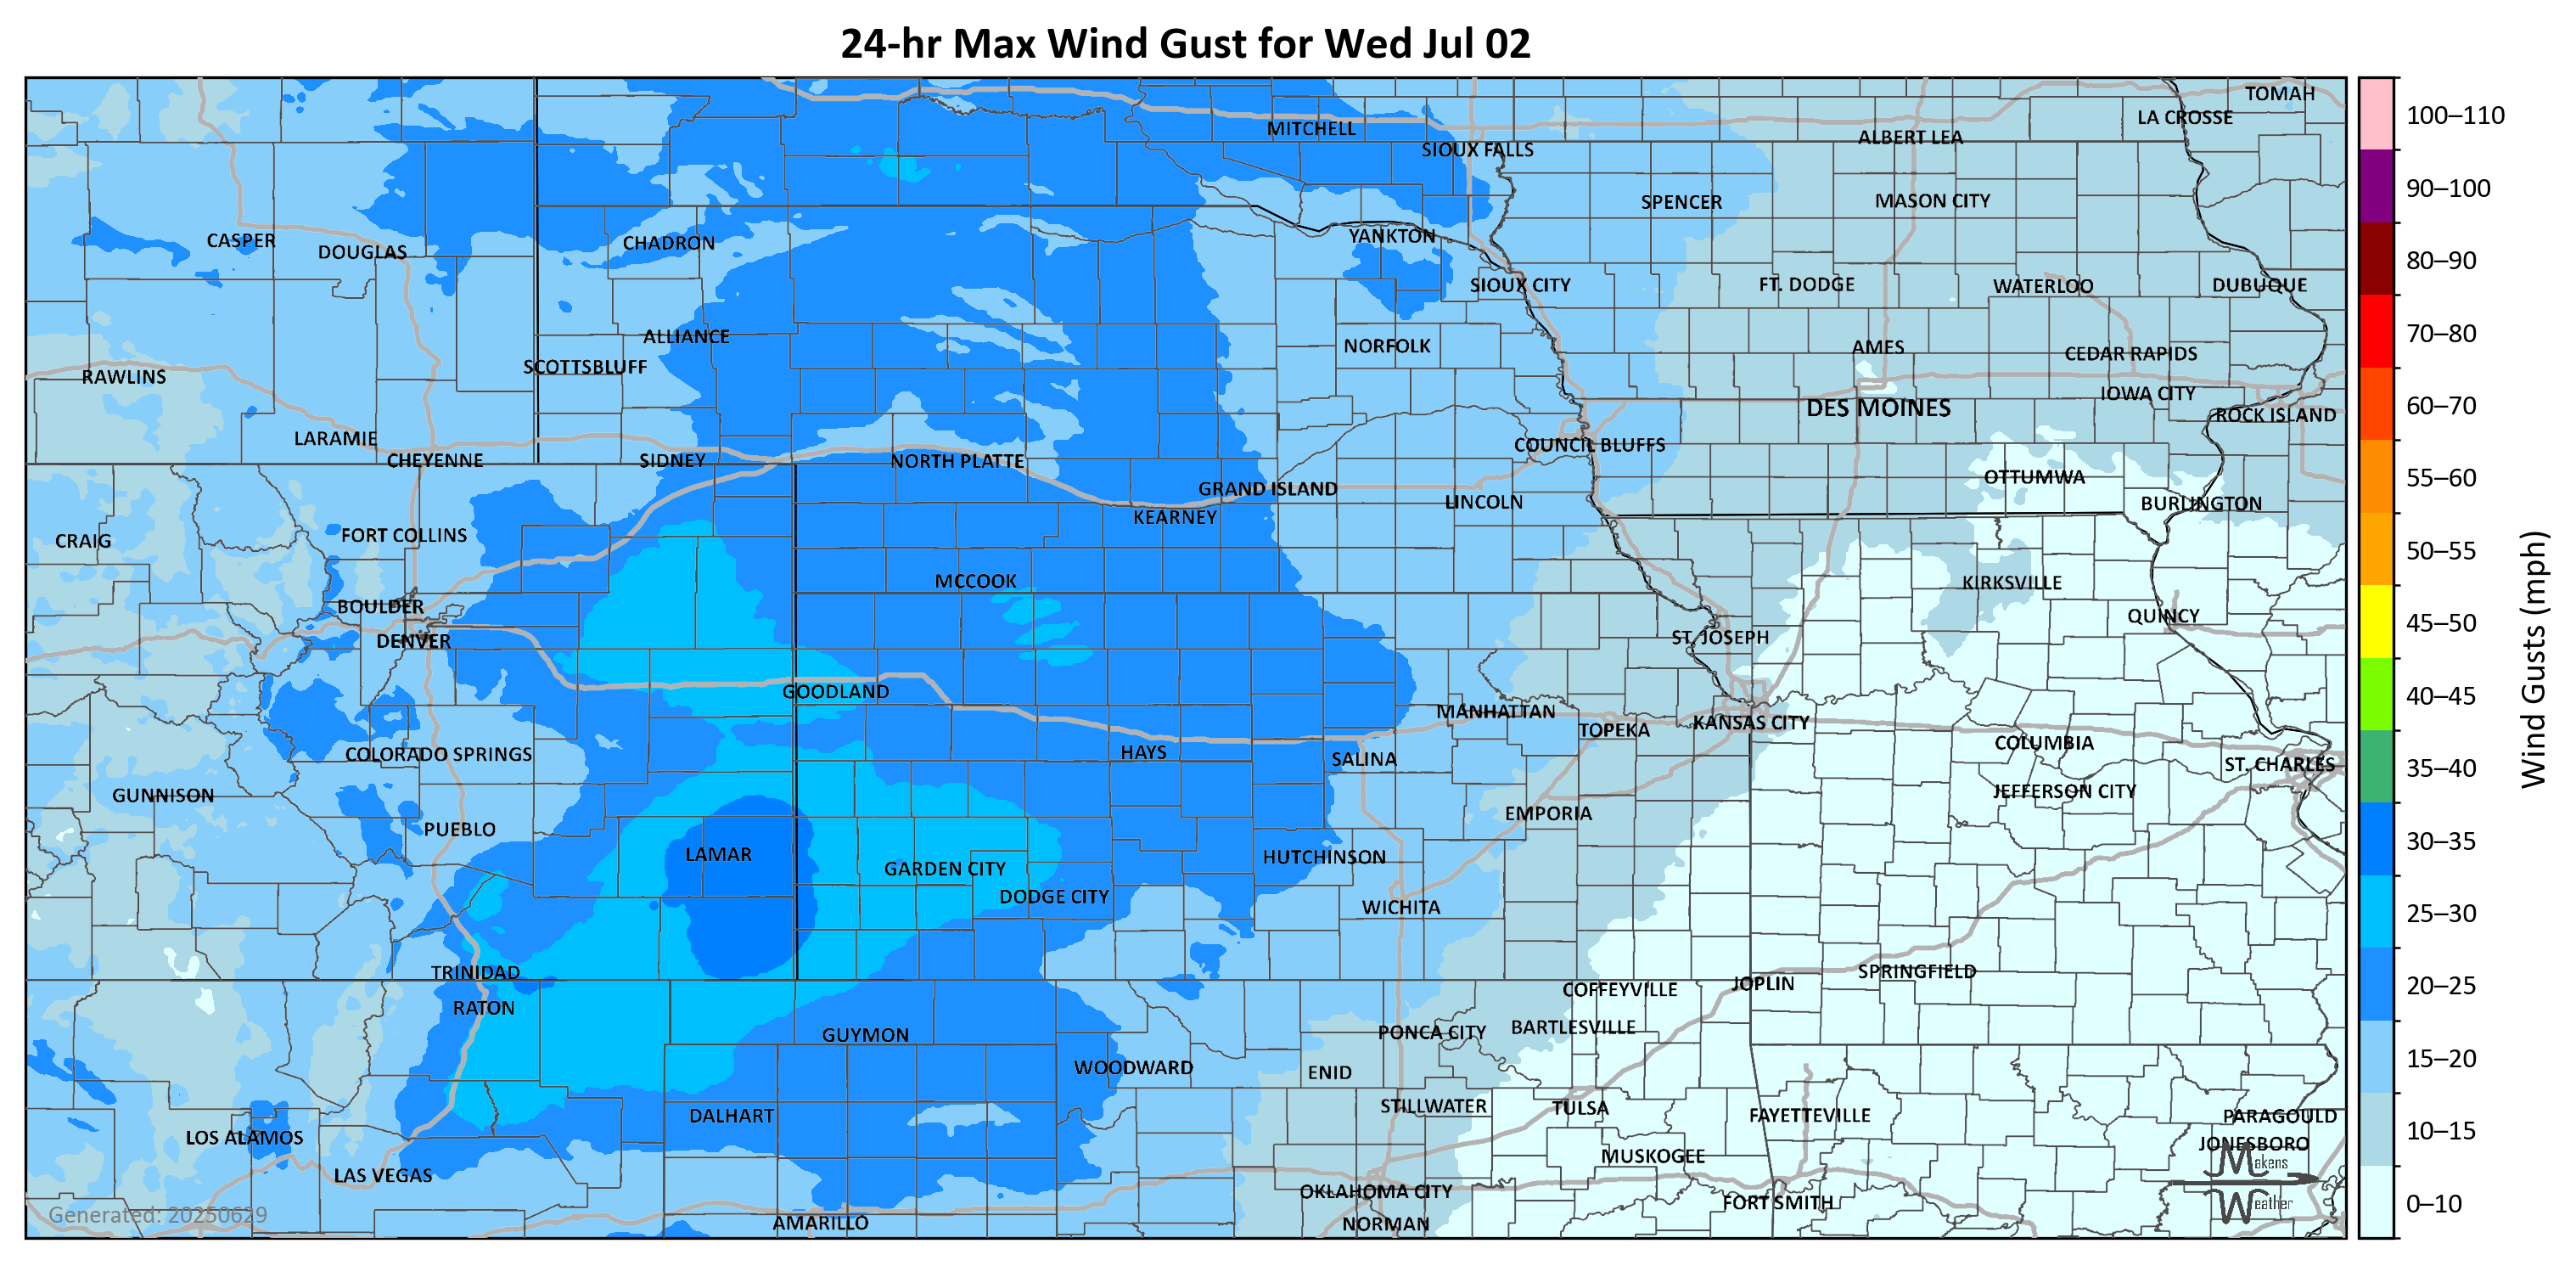 24-hr Max Wind Gust for Wed Jul 02
TOMAH
LA CROSSE
MITCHELL
ALBERT LEA
SIOUX FALLS
SPENCER
MASON CITY
CASPER
DOUGLAS
CHADRON
YANKTON
SIOUX CITY
FT. DODGE
WATERLOO
DUBUQUE
ALLIANCE
NORFOLK
AMES
CEDAR RAPIDS
SCOTTSBLUFF
RAWLINS
IOWA CITY
DES MOINES
ROCK ISLAND
LARAMIE
COUNCIL BLUFFS
CHEYENNE
SIDNEY
NORTH PLATTE
OTTUMWA
GRAND ISLAND
LINCOLN
BURLINGTON
KEARNEY
CRAIG
FORT COLLINS
MCCOOK
KIRKSVILLE
BOULDER
QUINCY
DENVER
ST. JOSEPH
GOODLAND
MANHATTAN
TOPEKA
KANSAS CITY
COLORADO SPRINGS
HAYS
SALINA
COLUMBIA
ST. CHARLES
GUNNISON
JEFFERSON CITY
PUEBLO
EMPORIA
LAMAR
GARDEN CITY
HUTCHINSON
DODGE CITY
WICHITA
TRINIDAD
SPRINGFIELD
JOPLIN
COFFEYVILLE
RATON
GUYMON
PONCA CITY
BARTLESVILLE
WOODWARD
ENID
DALHART
STILLWATER
TULSA
FAYETTEVILLE
PARAGOULD
LOS ALAMOS
JONESBORO
LAS VEGAS
MUSKOGEE
OKLAHOMA CITY
FORT SMITH
AMARILLO
NORMAN
Generated: 20250629
Makens
Weather
100–110
90–100
80–90
70–80
60–70
55–60
50–55
45–50
40–45
35–40
30–35
25–30
20–25
15–20
10–15
0–10
Wind Gusts (mph)